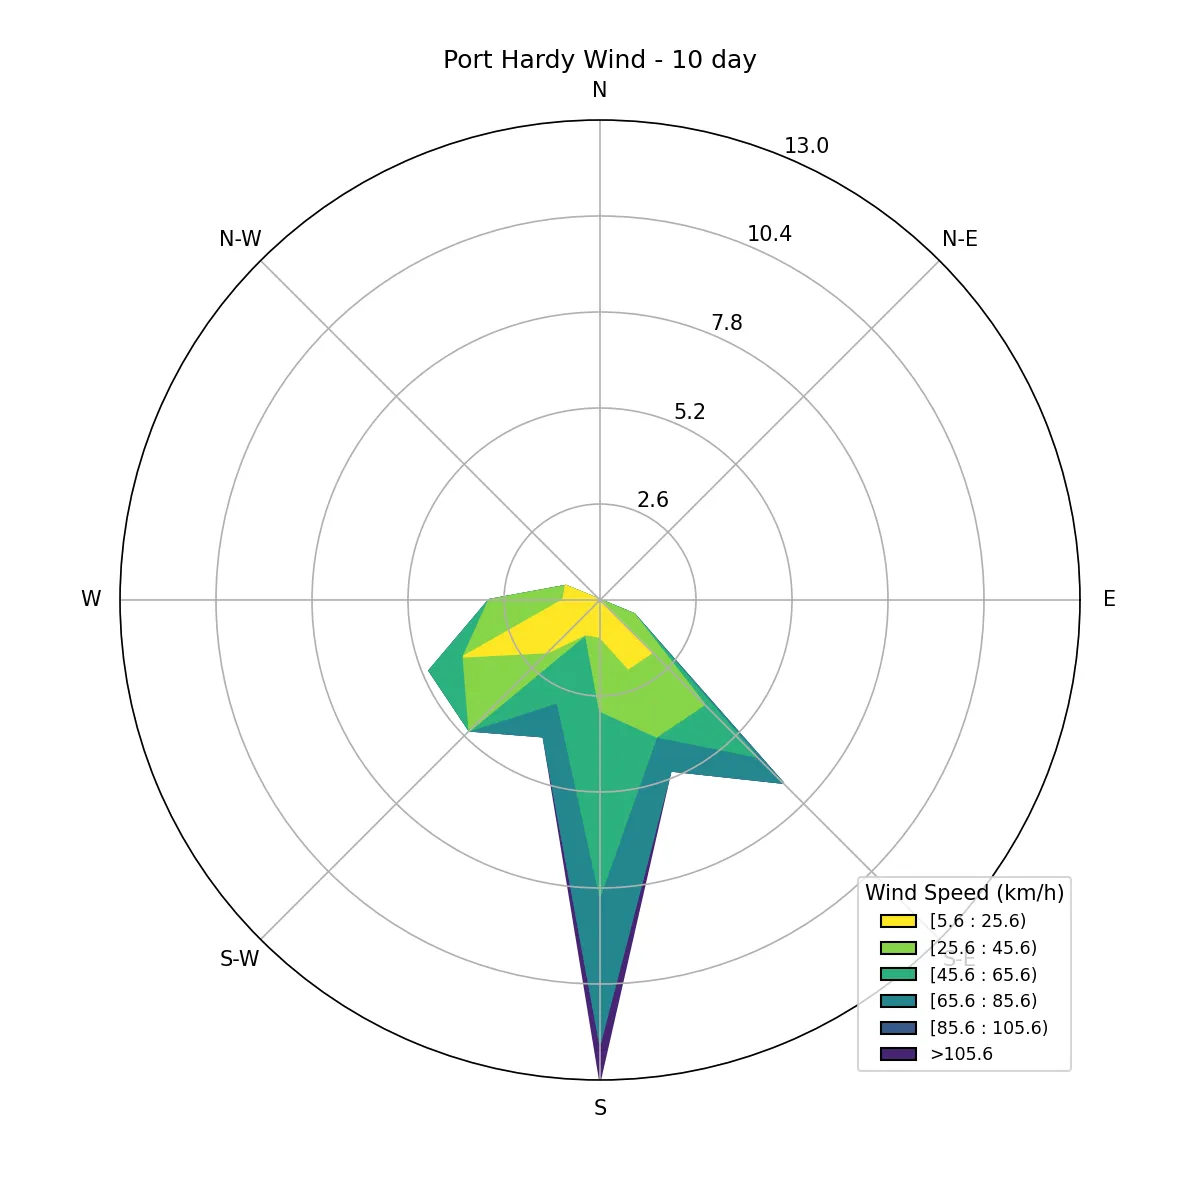 Port Hardy Wind - 10 day
N
13.0
N-W
N-E
10.4
7.8
5.2
2.6
W
E
S-W
S-E
Wind Speed (km/h)
[5.6 : 25.6)
[25.6 : 45.6)
[45.6 : 65.6)
[65.6 : 85.6)
[85.6 : 105.6)
>105.6
S